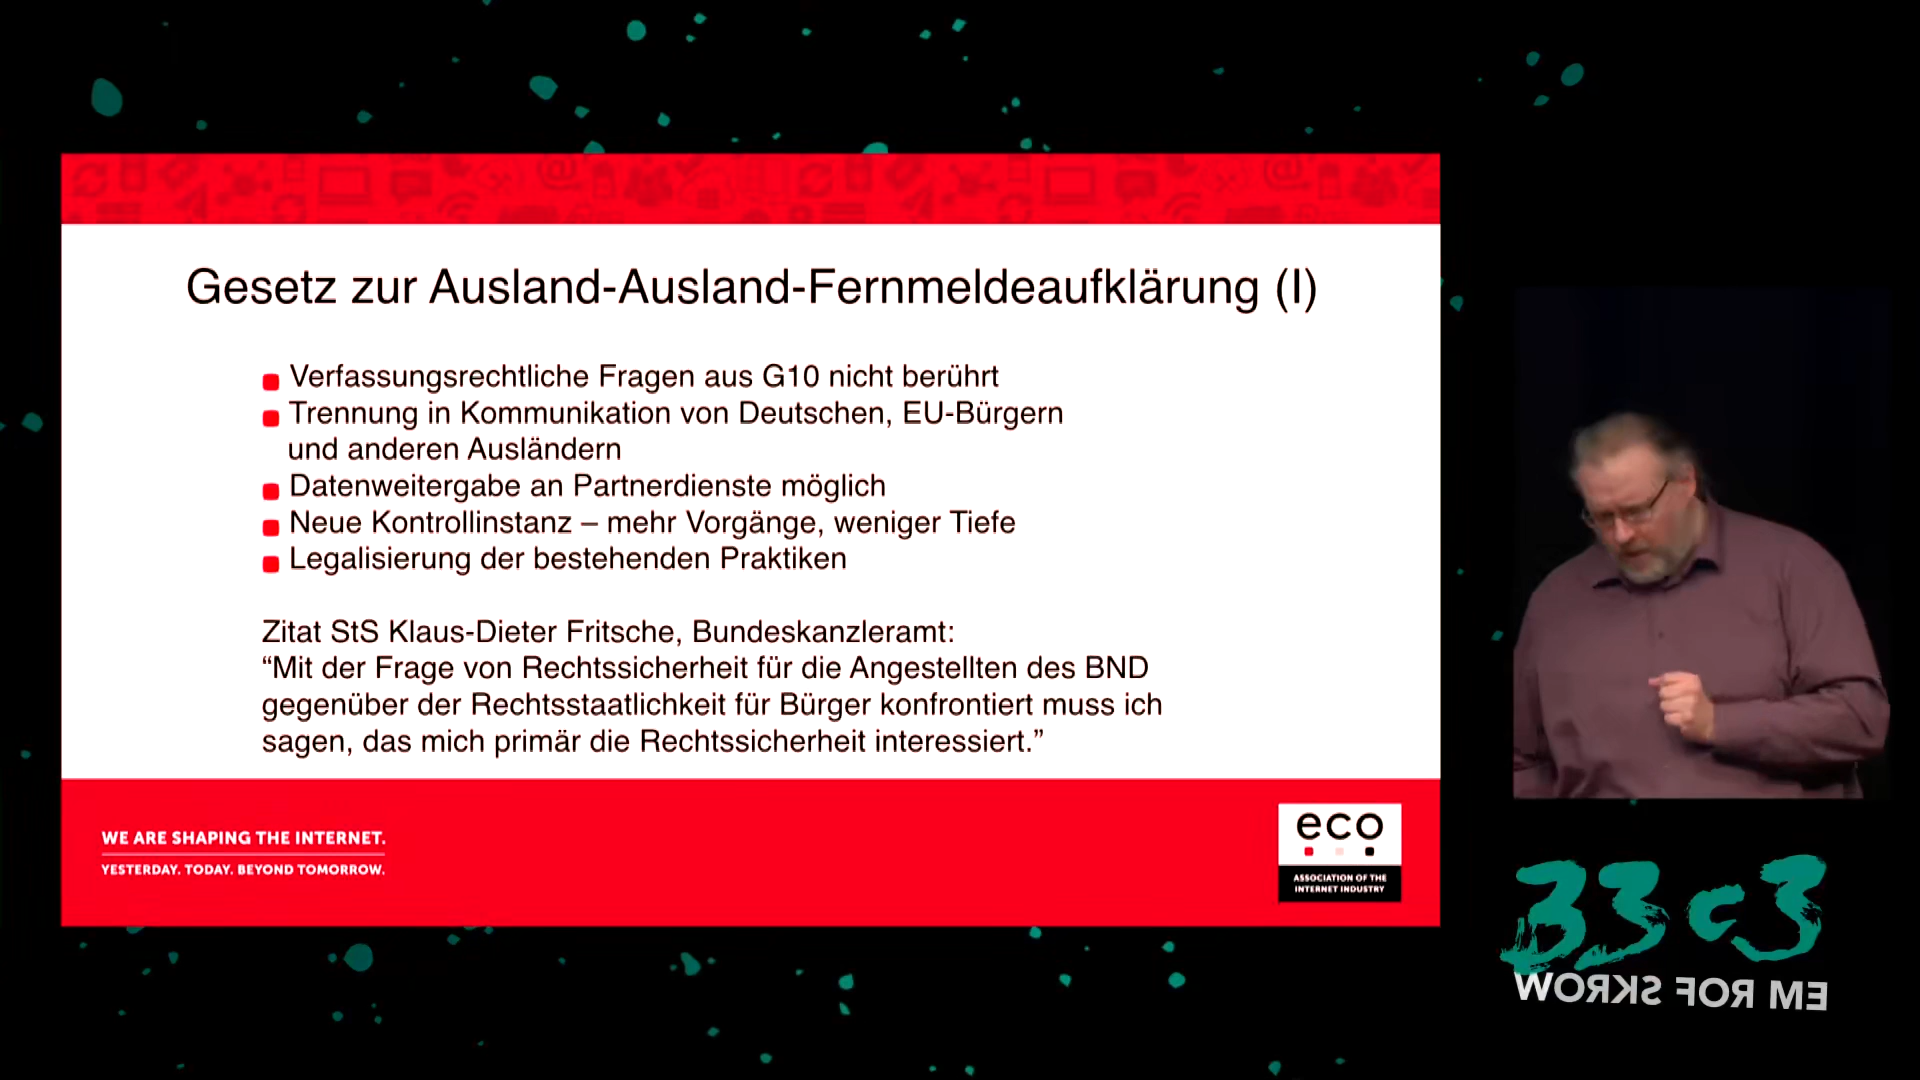 Gesetz zur Ausland-Ausland-Fernmeldeaufklärung (I)
Verfassungsrechtliche Fragen aus G10 nicht berührt
Trennung in Kommunikation von Deutschen, EU-Bürgern
und anderen Ausländern
Datenweitergabe an Partnerdienste möglich
Neue Kontrollinstanz – mehr Vorgänge, weniger Tiefe
Legalisierung der bestehenden Praktiken
Zitat StS Klaus-Dieter Fritsche, Bundeskanzleramt:
“Mit der Frage von Rechtssicherheit für die Angestellten des BND
gegenüber der Rechtsstaatlichkeit für Bürger konfrontiert muss ich
sagen, das mich primär die Rechtssicherheit interessiert.”
WE ARE SHAPING THE INTERNET.
YESTERDAY. TODAY. BEYOND TOMORROW.
eco
ASSOCIATION OF THE
INTERNET INDUSTRY
33c3
WORKS FOR ME